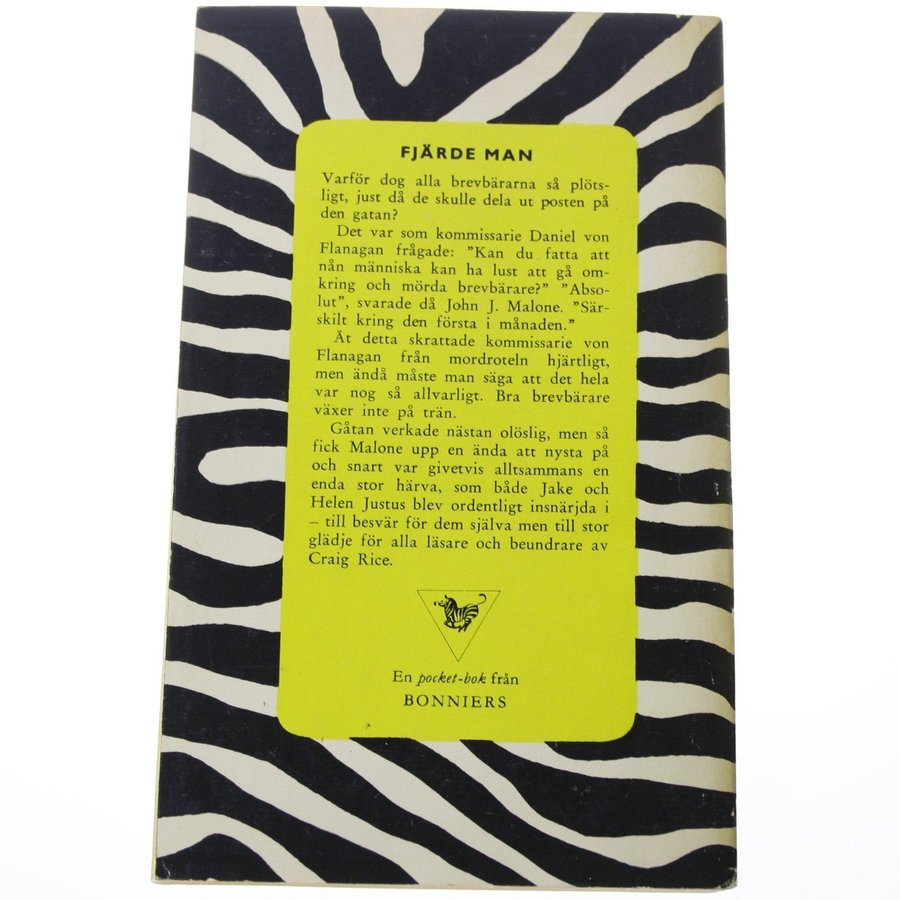 FJÄRDE MAN
Varför dog alla brevbärarna så plöts-
ligt, just då de skulle dela ut posten på
den gatan?
Det var som kommissarie Daniel von
Flanagan frågade: ”Kan du fatta att
nån människa kan ha lust att gå om-
kring och mörda brevbärare?” ”Abso-
lut”, svarade då John J. Malone. ”Sär-
skilt kring den första i månaden.”
Åt detta skrattade kommissarie von
Flanagan från mordroteln hjärtligt,
men ändå måste man säga att det hela
var nog så allvarligt. Bra brevbärare
växer inte på trän.
Gåtan verkade nästan olöslig, men så
fick Malone upp en ända att nysta på
och snart var givetvis alltsammans en
enda stor härva, som både Jake och
Helen Justus blev ordentligt insnärjda i
– till besvär för dem själva men till stor
glädje för alla läsare och beundrare av
Craig Rice.
En pocket-bok från
BONNIERS